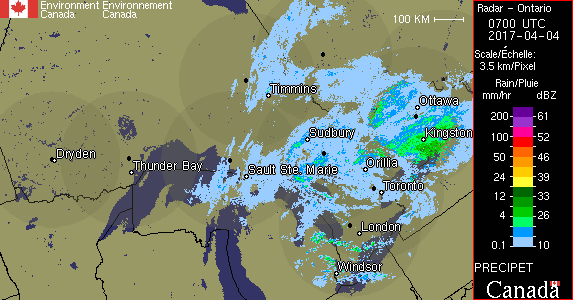 Environment Environnement
Canada Canada
100 KM
Timmins
Ottawa
Sudbury
Kingston
Dryden
Thunder Bay
Sault Ste. Marie
Orillia
Toronto
London
Windsor
Radar - Ontario
0700 UTC
2017-04-04
Scale/Échelle:
3.5 km/Pixel
Rain/Pluie
mm/hr dBZ
200 61
100 52
50 46
24 39
12 33
4 26
0.1 10
PRECIPET
Canada